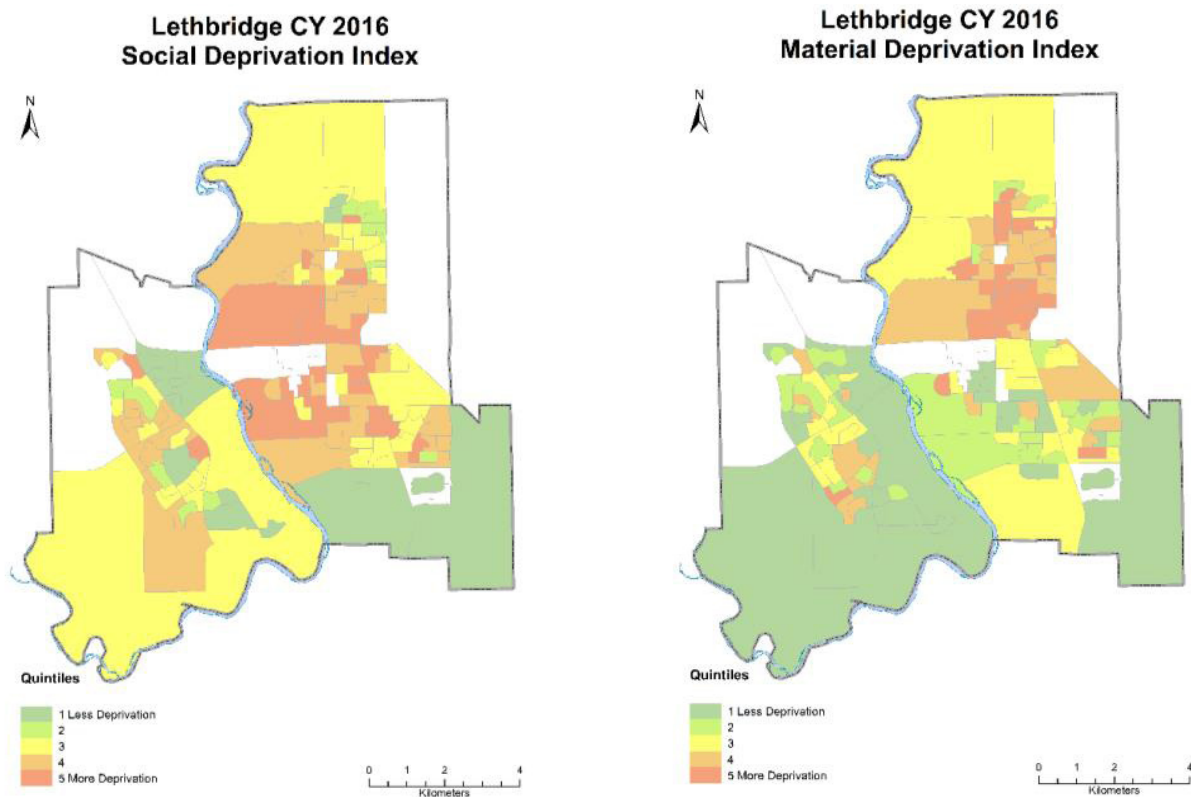 Lethbridge CY 2016
Social Deprivation Index
N
Quintiles
1 Less Deprivation
2
3
4
5 More Deprivation
0 1 2 4
Kilometers
Lethbridge CY 2016
Material Deprivation Index
N
Quintiles
1 Less Deprivation
2
3
4
5 More Deprivation
0 1 2 4
Kilometers